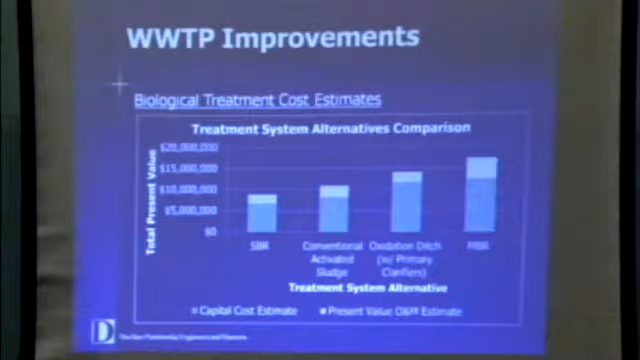 WWTP Improvements
Biological Treatment Cost Estimates
Treatment System Alternatives Comparison
Total Present Value
$20,000,000
$15,000,000
$10,000,000
$5,000,000
$0
SBR
Conventional Activated Sludge
Oxidation Ditch (w/ Primary Clarifiers)
MBR
Treatment System Alternative
Capital Cost Estimate
Present Value O&M Estimate
D